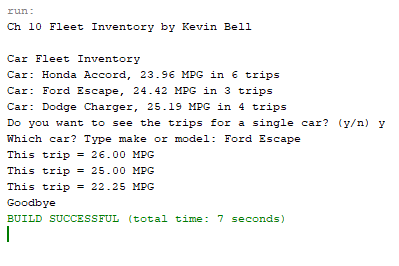 run:
Ch 10 Fleet Inventory by Kevin Bell
Car Fleet Inventory
Car: Honda Accord, 23.96 MPG in 6 trips
Car: Ford Escape, 24.42 MPG in 3 trips
Car: Dodge Charger, 25.19 MPG in 4 trips
Do you want to see the trips for a single car? (y/n) y
Which car? Type make or model: Ford Escape
This trip = 26.00 MPG
This trip = 25.00 MPG
This trip = 22.25 MPG
Goodbye
BUILD SUCCESSFUL (total time: 7 seconds)